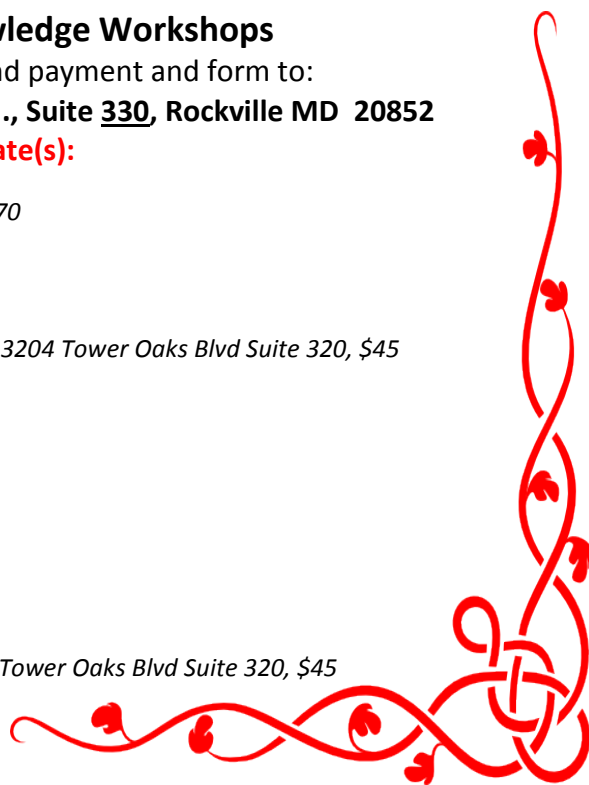 wledge Workshops
nd payment and form to:
., Suite 330, Rockville MD  20852
ate(s):
70
3204 Tower Oaks Blvd Suite 320, $45
Tower Oaks Blvd Suite 320, $45